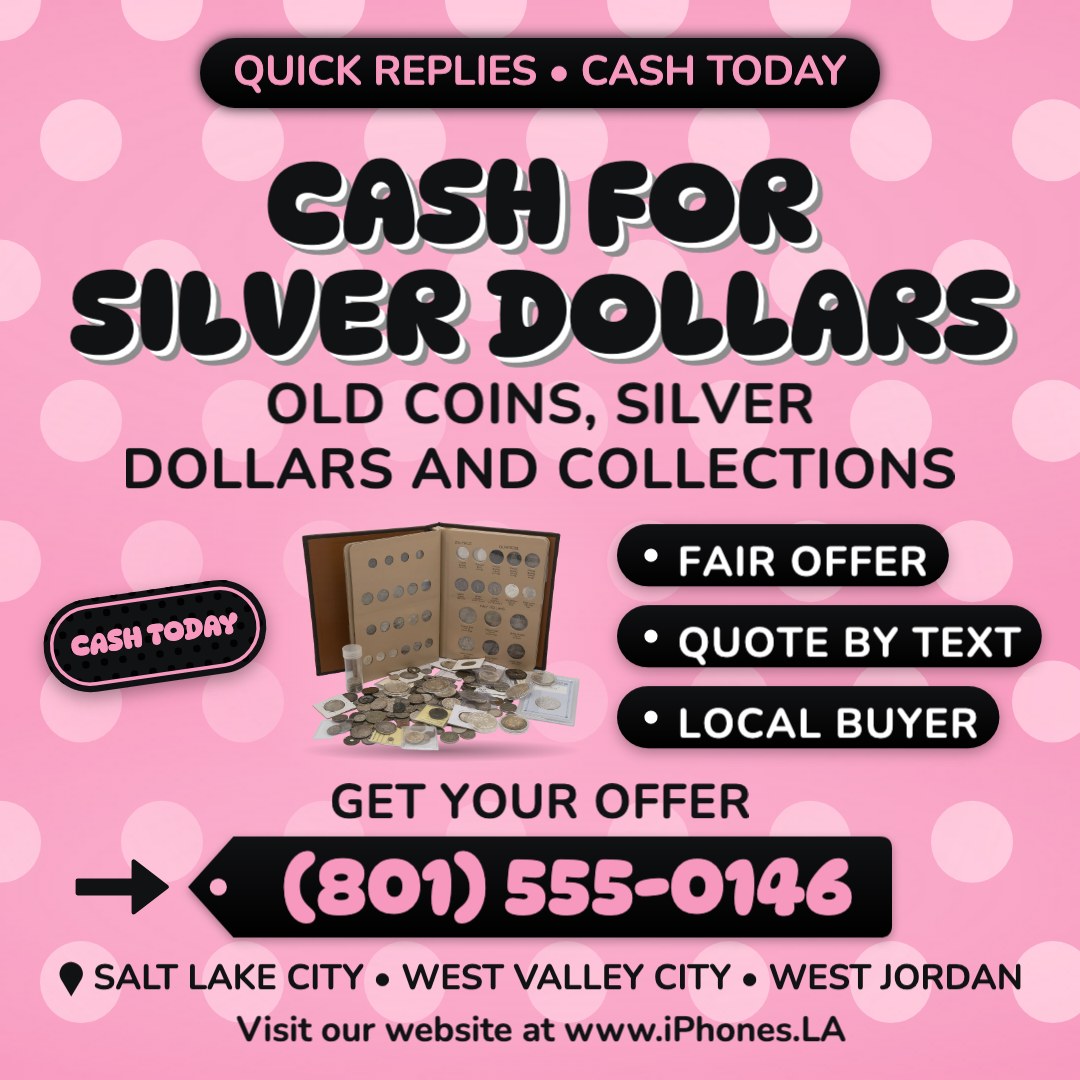 QUICK REPLIES • CASH TODAY
CASH FOR
SILVER DOLLARS
OLD COINS, SILVER
DOLLARS AND COLLECTIONS
CASH TODAY
• FAIR OFFER
• QUOTE BY TEXT
• LOCAL BUYER
GET YOUR OFFER
(801) 555-0146
SALT LAKE CITY • WEST VALLEY CITY • WEST JORDAN
Visit our website at www.iPhones.LA